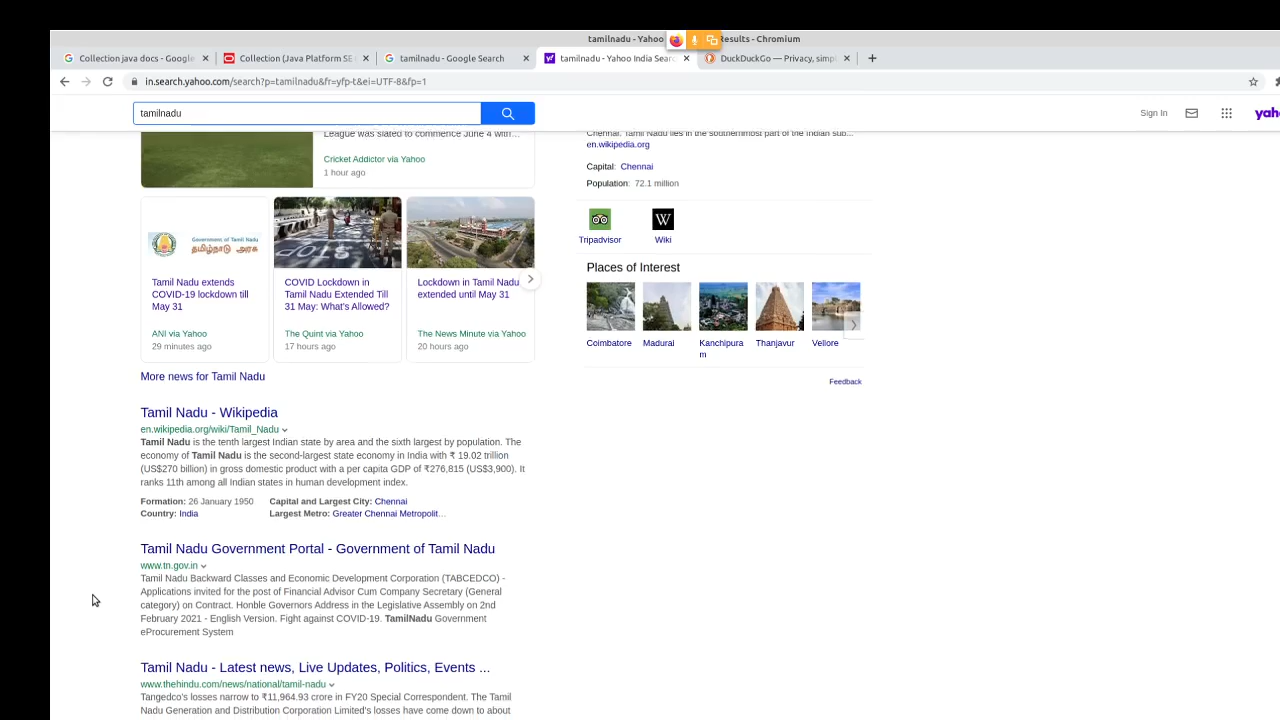 tamilnadu - Yahoo
Results - Chromium
Collection java docs - Google
Collection (Java Platform SE
tamilnadu - Google Search
tamilnadu - Yahoo India Sear
DuckDuckGo — Privacy, simpl
in.search.yahoo.com/search?p=tamilnadu&fr=yfp-t&ei=UTF-8&fp=1
tamilnadu
Sign In
yaho
League was slated to commence June 4 with...
Cricket Addictor via Yahoo
1 hour ago
Government of Tamil Nadu
தமிழ்நாடு அரசு
Tamil Nadu extends
COVID-19 lockdown till
May 31
ANI via Yahoo
29 minutes ago
STOP
COVID Lockdown in
Tamil Nadu Extended Till
31 May: What's Allowed?
The Quint via Yahoo
17 hours ago
Lockdown in Tamil Nadu
extended until May 31
The News Minute via Yahoo
20 hours ago
More news for Tamil Nadu
Tamil Nadu - Wikipedia
en.wikipedia.org/wiki/Tamil_Nadu
Tamil Nadu is the tenth largest Indian state by area and the sixth largest by population. The
economy of Tamil Nadu is the second-largest state economy in India with ₹ 19.02 trillion
(US$270 billion) in gross domestic product with a per capita GDP of ₹276,815 (US$3,900). It
ranks 11th among all Indian states in human development index.
Formation: 26 January 1950
Capital and Largest City: Chennai
Country: India
Largest Metro: Greater Chennai Metropolit...
Tamil Nadu Government Portal - Government of Tamil Nadu
www.tn.gov.in
Tamil Nadu Backward Classes and Economic Development Corporation (TABCEDCO) -
Applications invited for the post of Financial Advisor Cum Company Secretary (General
category) on Contract. Honble Governors Address in the Legislative Assembly on 2nd
February 2021 - English Version. Fight against COVID-19. TamilNadu Government
eProcurement System
Tamil Nadu - Latest news, Live Updates, Politics, Events ...
www.thehindu.com/news/national/tamil-nadu
Tangedco's losses narrow to ₹11,964.93 crore in FY20 Special Correspondent. The Tamil
Nadu Generation and Distribution Corporation Limited's losses have come down to about
Chennai. Tamil Nadu lies in the southernmost part of the Indian sub...
en.wikipedia.org
Capital: Chennai
Population: 72.1 million
W
Tripadvisor
Wiki
Places of Interest
Coimbatore
Madurai
Kanchipura
m
Thanjavur
Vellore
Feedback